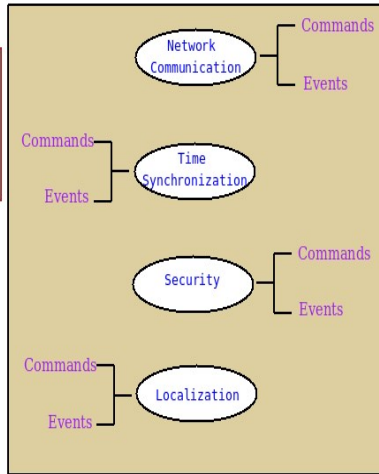 Commands
Network
Communication
Events
Commands
Time
Synchronization
Events
Commands
Security
Events
Commands
Localization
Events